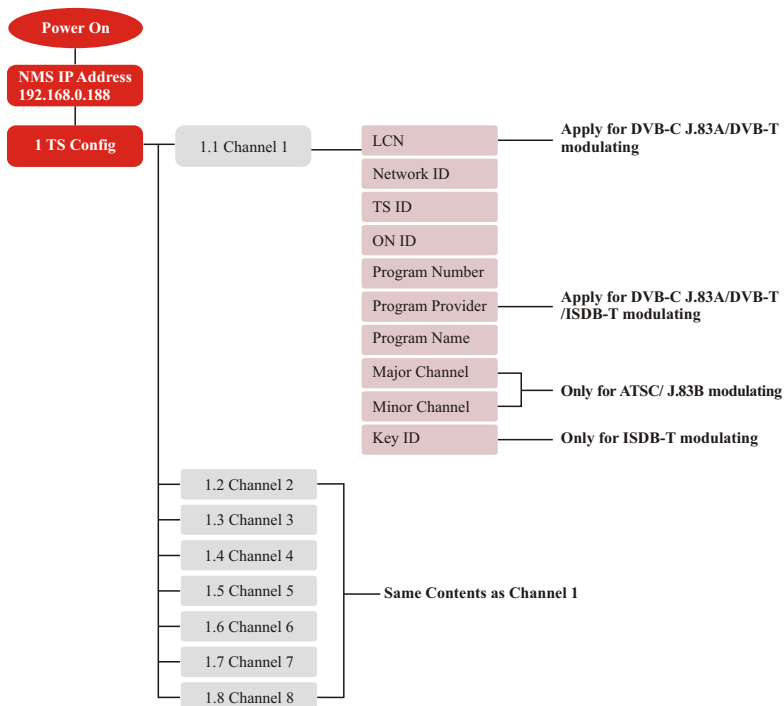 Power On
NMS IP Address
192.168.0.188
1 TS Config
1.1 Channel 1
LCN
Apply for DVB-C J.83A/DVB-T
modulating
Network ID
TS ID
ON ID
Program Number
Program Provider
Apply for DVB-C J.83A/DVB-T
/ISDB-T modulating
Program Name
Major Channel
Minor Channel
Only for ATSC/ J.83B modulating
Key ID
Only for ISDB-T modulating
1.2 Channel 2
1.3 Channel 3
1.4 Channel 4
1.5 Channel 5
1.6 Channel 6
1.7 Channel 7
1.8 Channel 8
Same Contents as Channel 1